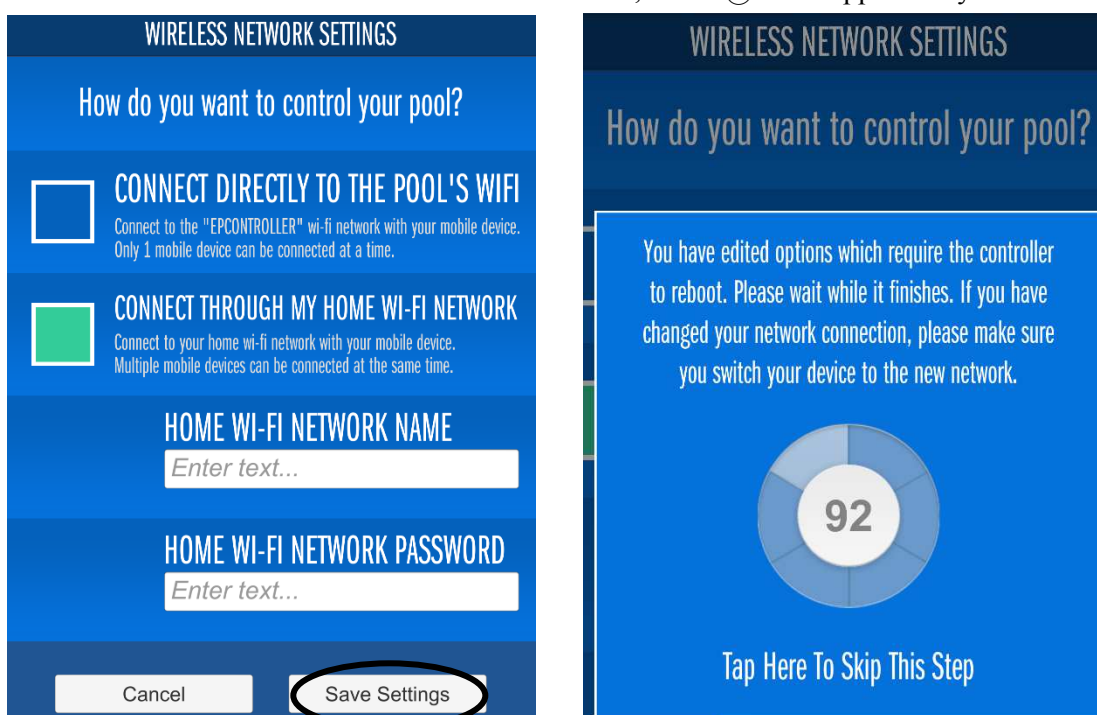 WIRELESS NETWORK SETTINGS
How do you want to control your pool?
CONNECT DIRECTLY TO THE POOL'S WIFI
Connect to the "EPCONTROLLER" wi-fi network with your mobile device.
Only 1 mobile device can be connected at a time.
CONNECT THROUGH MY HOME WI-FI NETWORK
Connect to your home wi-fi network with your mobile device.
Multiple mobile devices can be connected at the same time.
HOME WI-FI NETWORK NAME
Enter text...
HOME WI-FI NETWORK PASSWORD
Enter text...
Cancel
Save Settings
WIRELESS NETWORK SETTINGS
How do you want to control your pool?
You have edited options which require the controller
to reboot. Please wait while it finishes. If you have
changed your network connection, please make sure
you switch your device to the new network.
92
Tap Here To Skip This Step